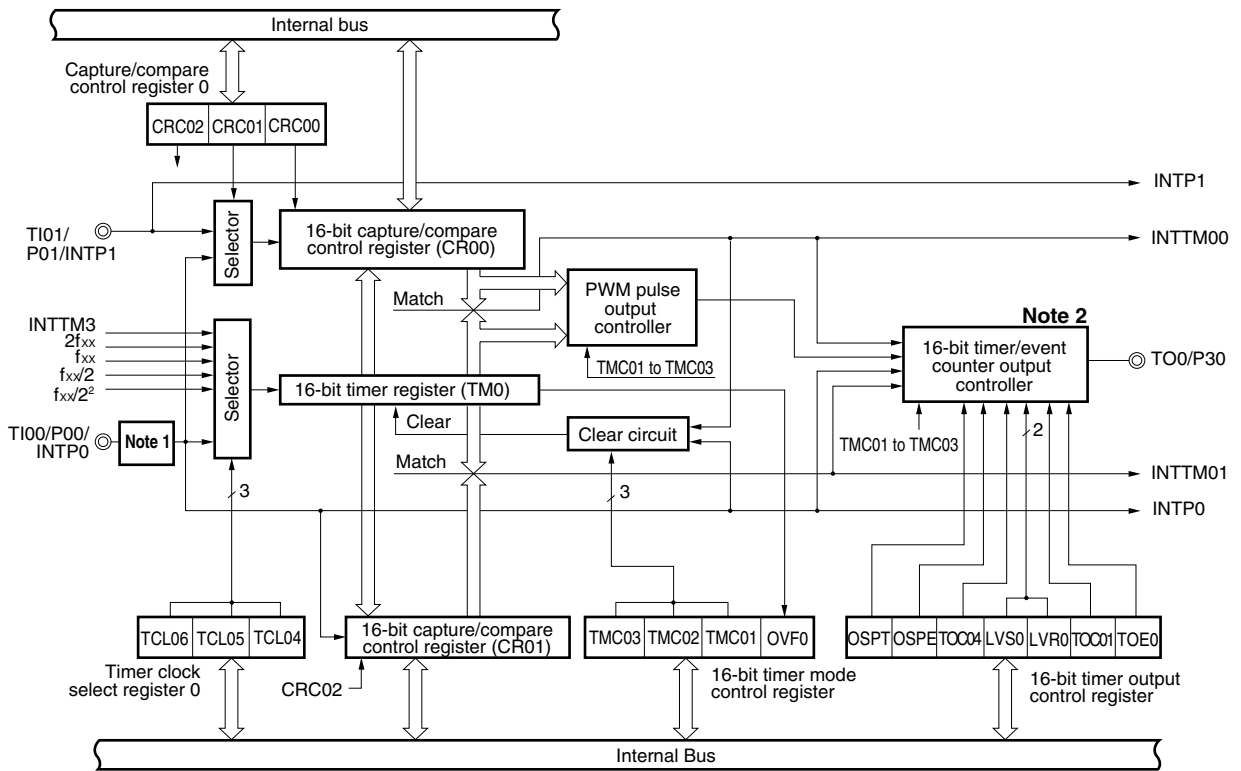 Internal bus
Capture/compare
control register 0
CRC02 CRC01 CRC00
INTP1
TI01/
P01/INTP1
Selector
16-bit capture/compare
control register (CR00)
INTTM00
Match
PWM pulse
output
controller
TMC01 to TMC03
Note 2
16-bit timer/event
counter output
controller
TO0/P30
INTTM3
2fxx
fxx
fxx/2
fxx/2²
Selector
16-bit timer register (TM0)
Clear
Clear circuit
TI00/P00/
INTP0
Note 1
Match
TMC01 to TMC03
2
INTTM01
3
3
INTP0
TCL06 TCL05 TCL04
Timer clock
select register 0
16-bit capture/compare
control register (CR01)
CRC02
TMC03 TMC02 TMC01 OVF0
16-bit timer mode
control register
OSPT OSPE TOC04 LVS0 LVR0 TOC01 TOE0
16-bit timer output
control register
Internal Bus